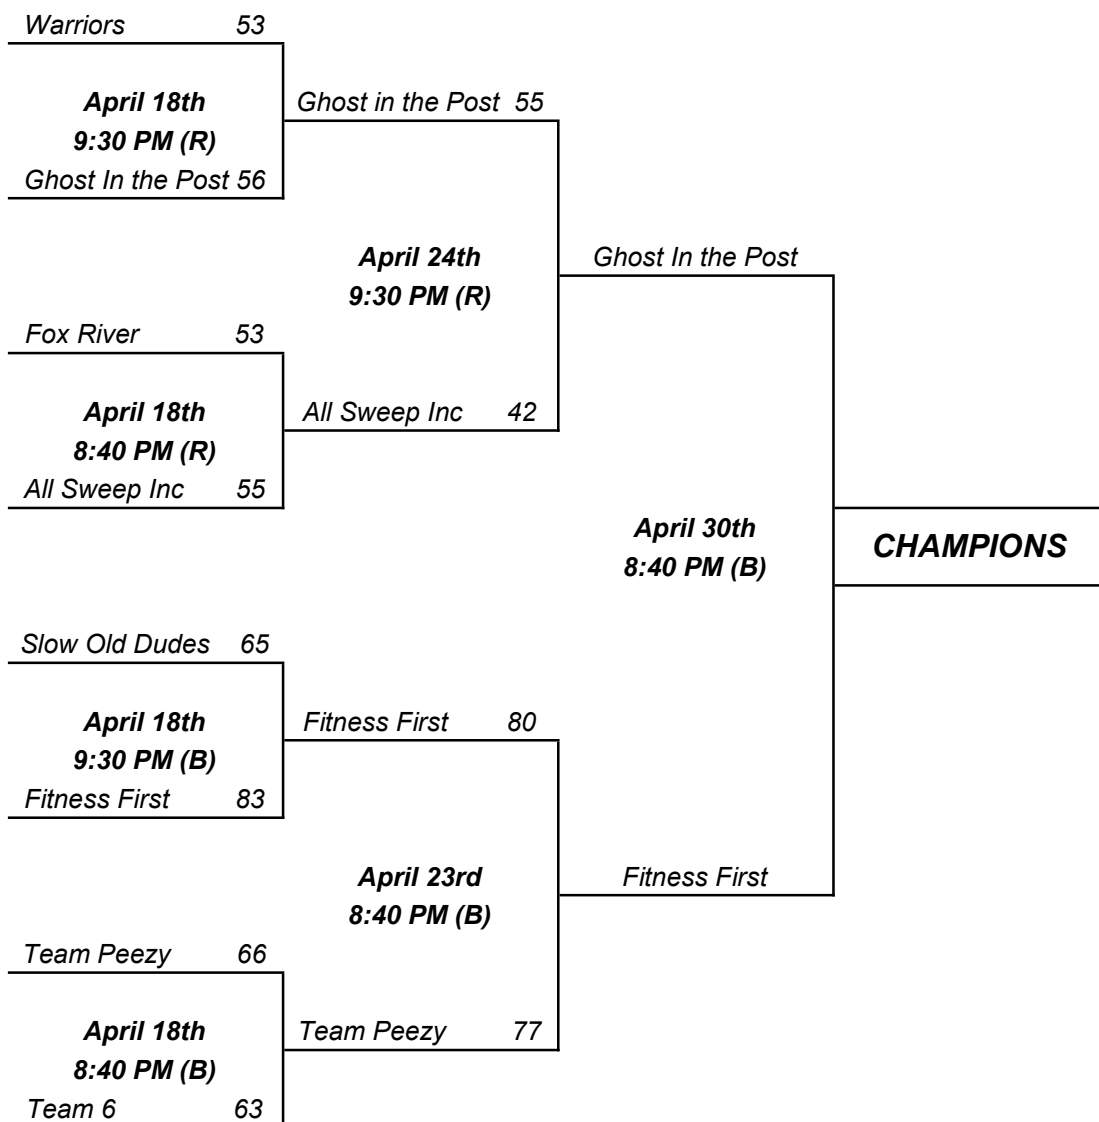 Warriors 53
April 18th
9:30 PM (R)
Ghost In the Post 56
Ghost in the Post 55
April 24th
9:30 PM (R)
Ghost In the Post
Fox River 53
April 18th
8:40 PM (R)
All Sweep Inc 55
All Sweep Inc 42
April 30th
8:40 PM (B)
CHAMPIONS
Slow Old Dudes 65
April 18th
9:30 PM (B)
Fitness First 83
Fitness First 80
April 23rd
8:40 PM (B)
Fitness First
Team Peezy 66
April 18th
8:40 PM (B)
Team 6 63
Team Peezy 77